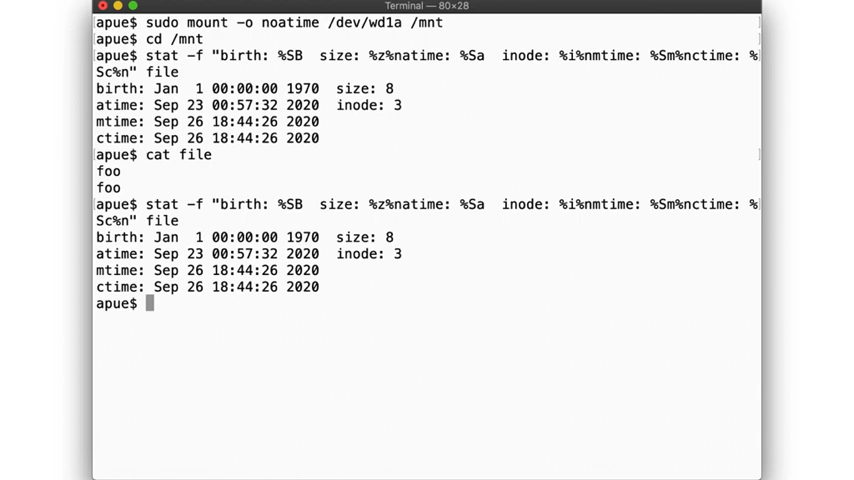 Terminal — 80×28
apue$ sudo mount -o noatime /dev/wd1a /mnt
apue$ cd /mnt
apue$ stat -f "birth: %SB  size: %z%natime: %Sa  inode: %i%nmtime: %Sm%nctime: %
Sc%n" file
birth: Jan  1 00:00:00 1970  size: 8
atime: Sep 23 00:57:32 2020  inode: 3
mtime: Sep 26 18:44:26 2020
ctime: Sep 26 18:44:26 2020
apue$ cat file
foo
foo
apue$ stat -f "birth: %SB  size: %z%natime: %Sa  inode: %i%nmtime: %Sm%nctime: %
Sc%n" file
birth: Jan  1 00:00:00 1970  size: 8
atime: Sep 23 00:57:32 2020  inode: 3
mtime: Sep 26 18:44:26 2020
ctime: Sep 26 18:44:26 2020
apue$